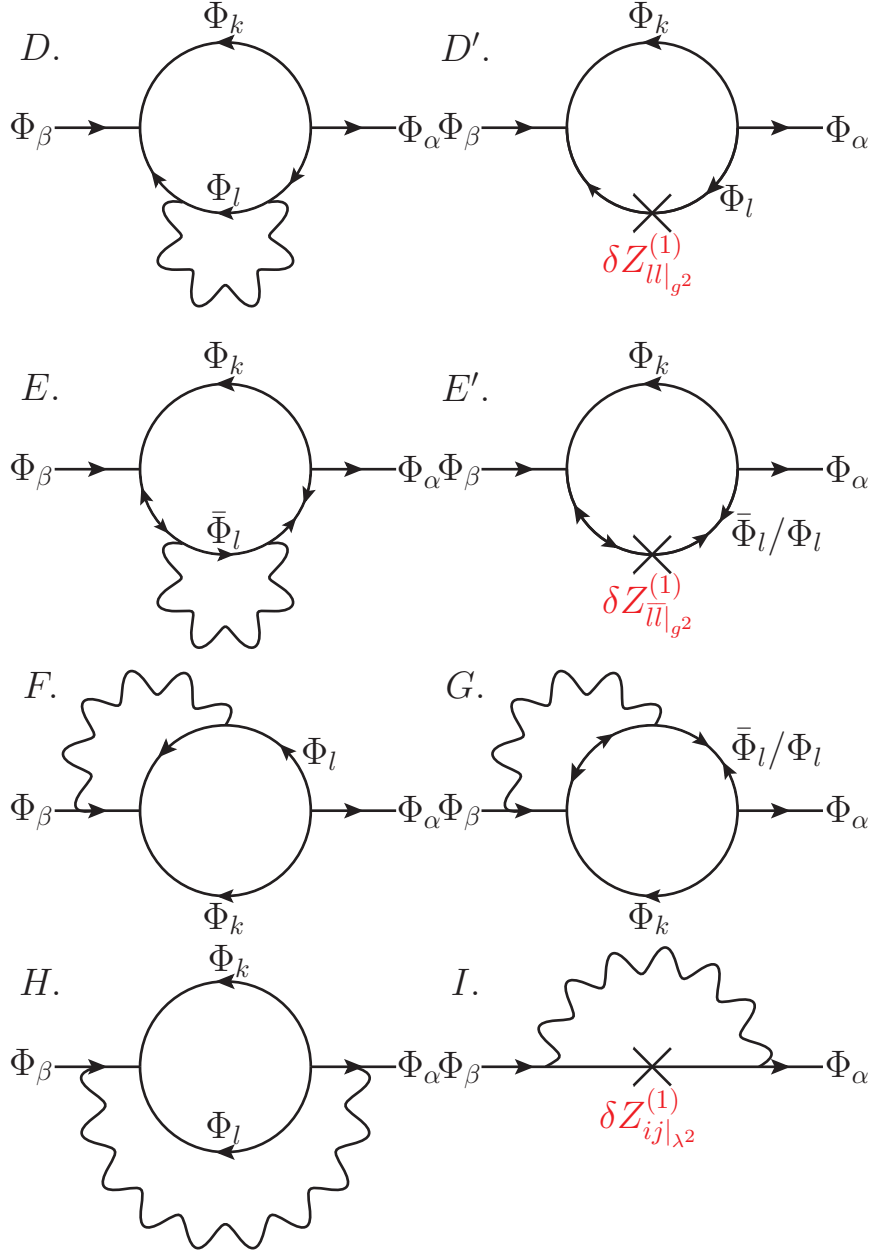 D. Φ_k D′. Φ_k
Φ_β Φ_α Φ_β Φ_α
Φ_l Φ_l
δZ^{(1)}_{ll|_{g^2}}
E. Φ_k E′. Φ_k
Φ_β Φ_α Φ_β Φ_α
Φ̄_l Φ̄_l/Φ_l
δZ^{(1)}_{\overline{ll}|_{g^2}}
F. Φ_l G. Φ̄_l/Φ_l
Φ_β Φ_α Φ_β Φ_α
Φ_k Φ_k
H. Φ_k I.
Φ_β Φ_α Φ_β Φ_α
Φ_l δZ^{(1)}_{ij|_{λ^2}}